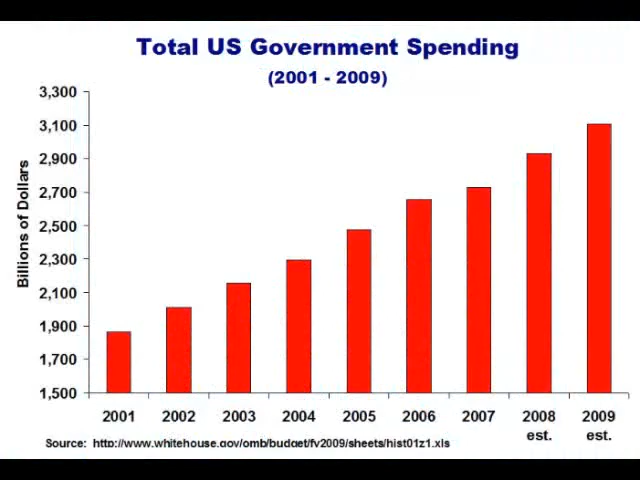 Total US Government Spending
(2001 - 2009)
Billions of Dollars
3,300
3,100
2,900
2,700
2,500
2,300
2,100
1,900
1,700
1,500
2001 2002 2003 2004 2005 2006 2007 2008 est. 2009 est.
Source: http://www.whitehouse.gov/omb/budget/fy2009/sheets/hist01z1.xls